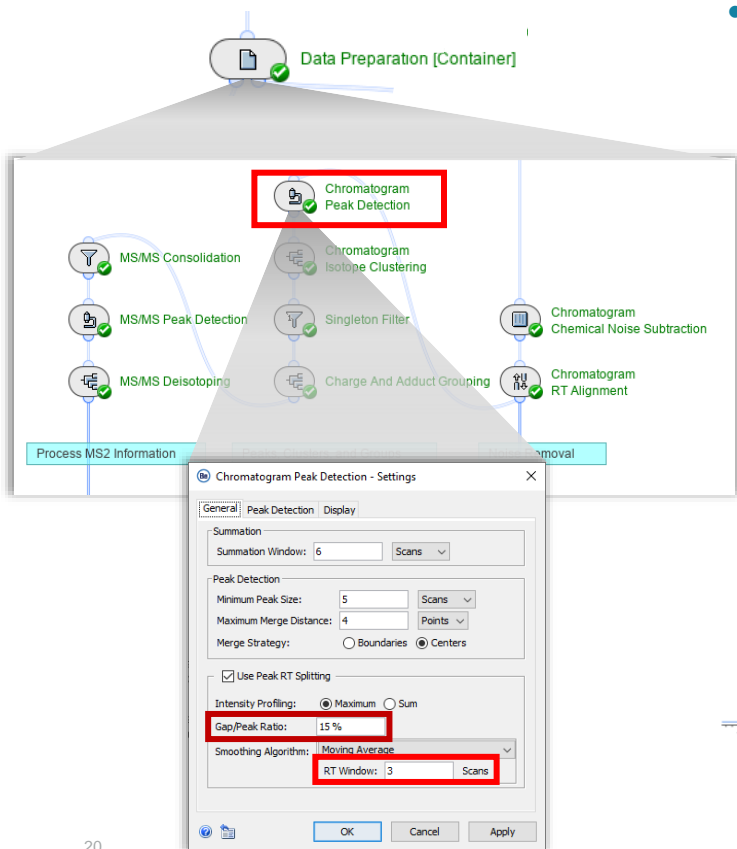 Data Preparation [Container]
Chromatogram
Peak Detection
MS/MS Consolidation
Chromatogram
Isotope Clustering
MS/MS Peak Detection
Singleton Filter
Chromatogram
Chemical Noise Subtraction
MS/MS Deisotoping
Charge And Adduct Grouping
Chromatogram
RT Alignment
Process MS2 Information
Chromatogram Peak Detection - Settings
General Peak Detection Display
Summation
Summation Window: 6 Scans
Peak Detection
Minimum Peak Size: 5 Scans
Maximum Merge Distance: 4 Points
Merge Strategy: Boundaries Centers
Use Peak RT Splitting
Intensity Profiling: Maximum Sum
Gap/Peak Ratio: 15 %
Smoothing Algorithm: Moving Average
RT Window: 3 Scans
OK Cancel Apply
20